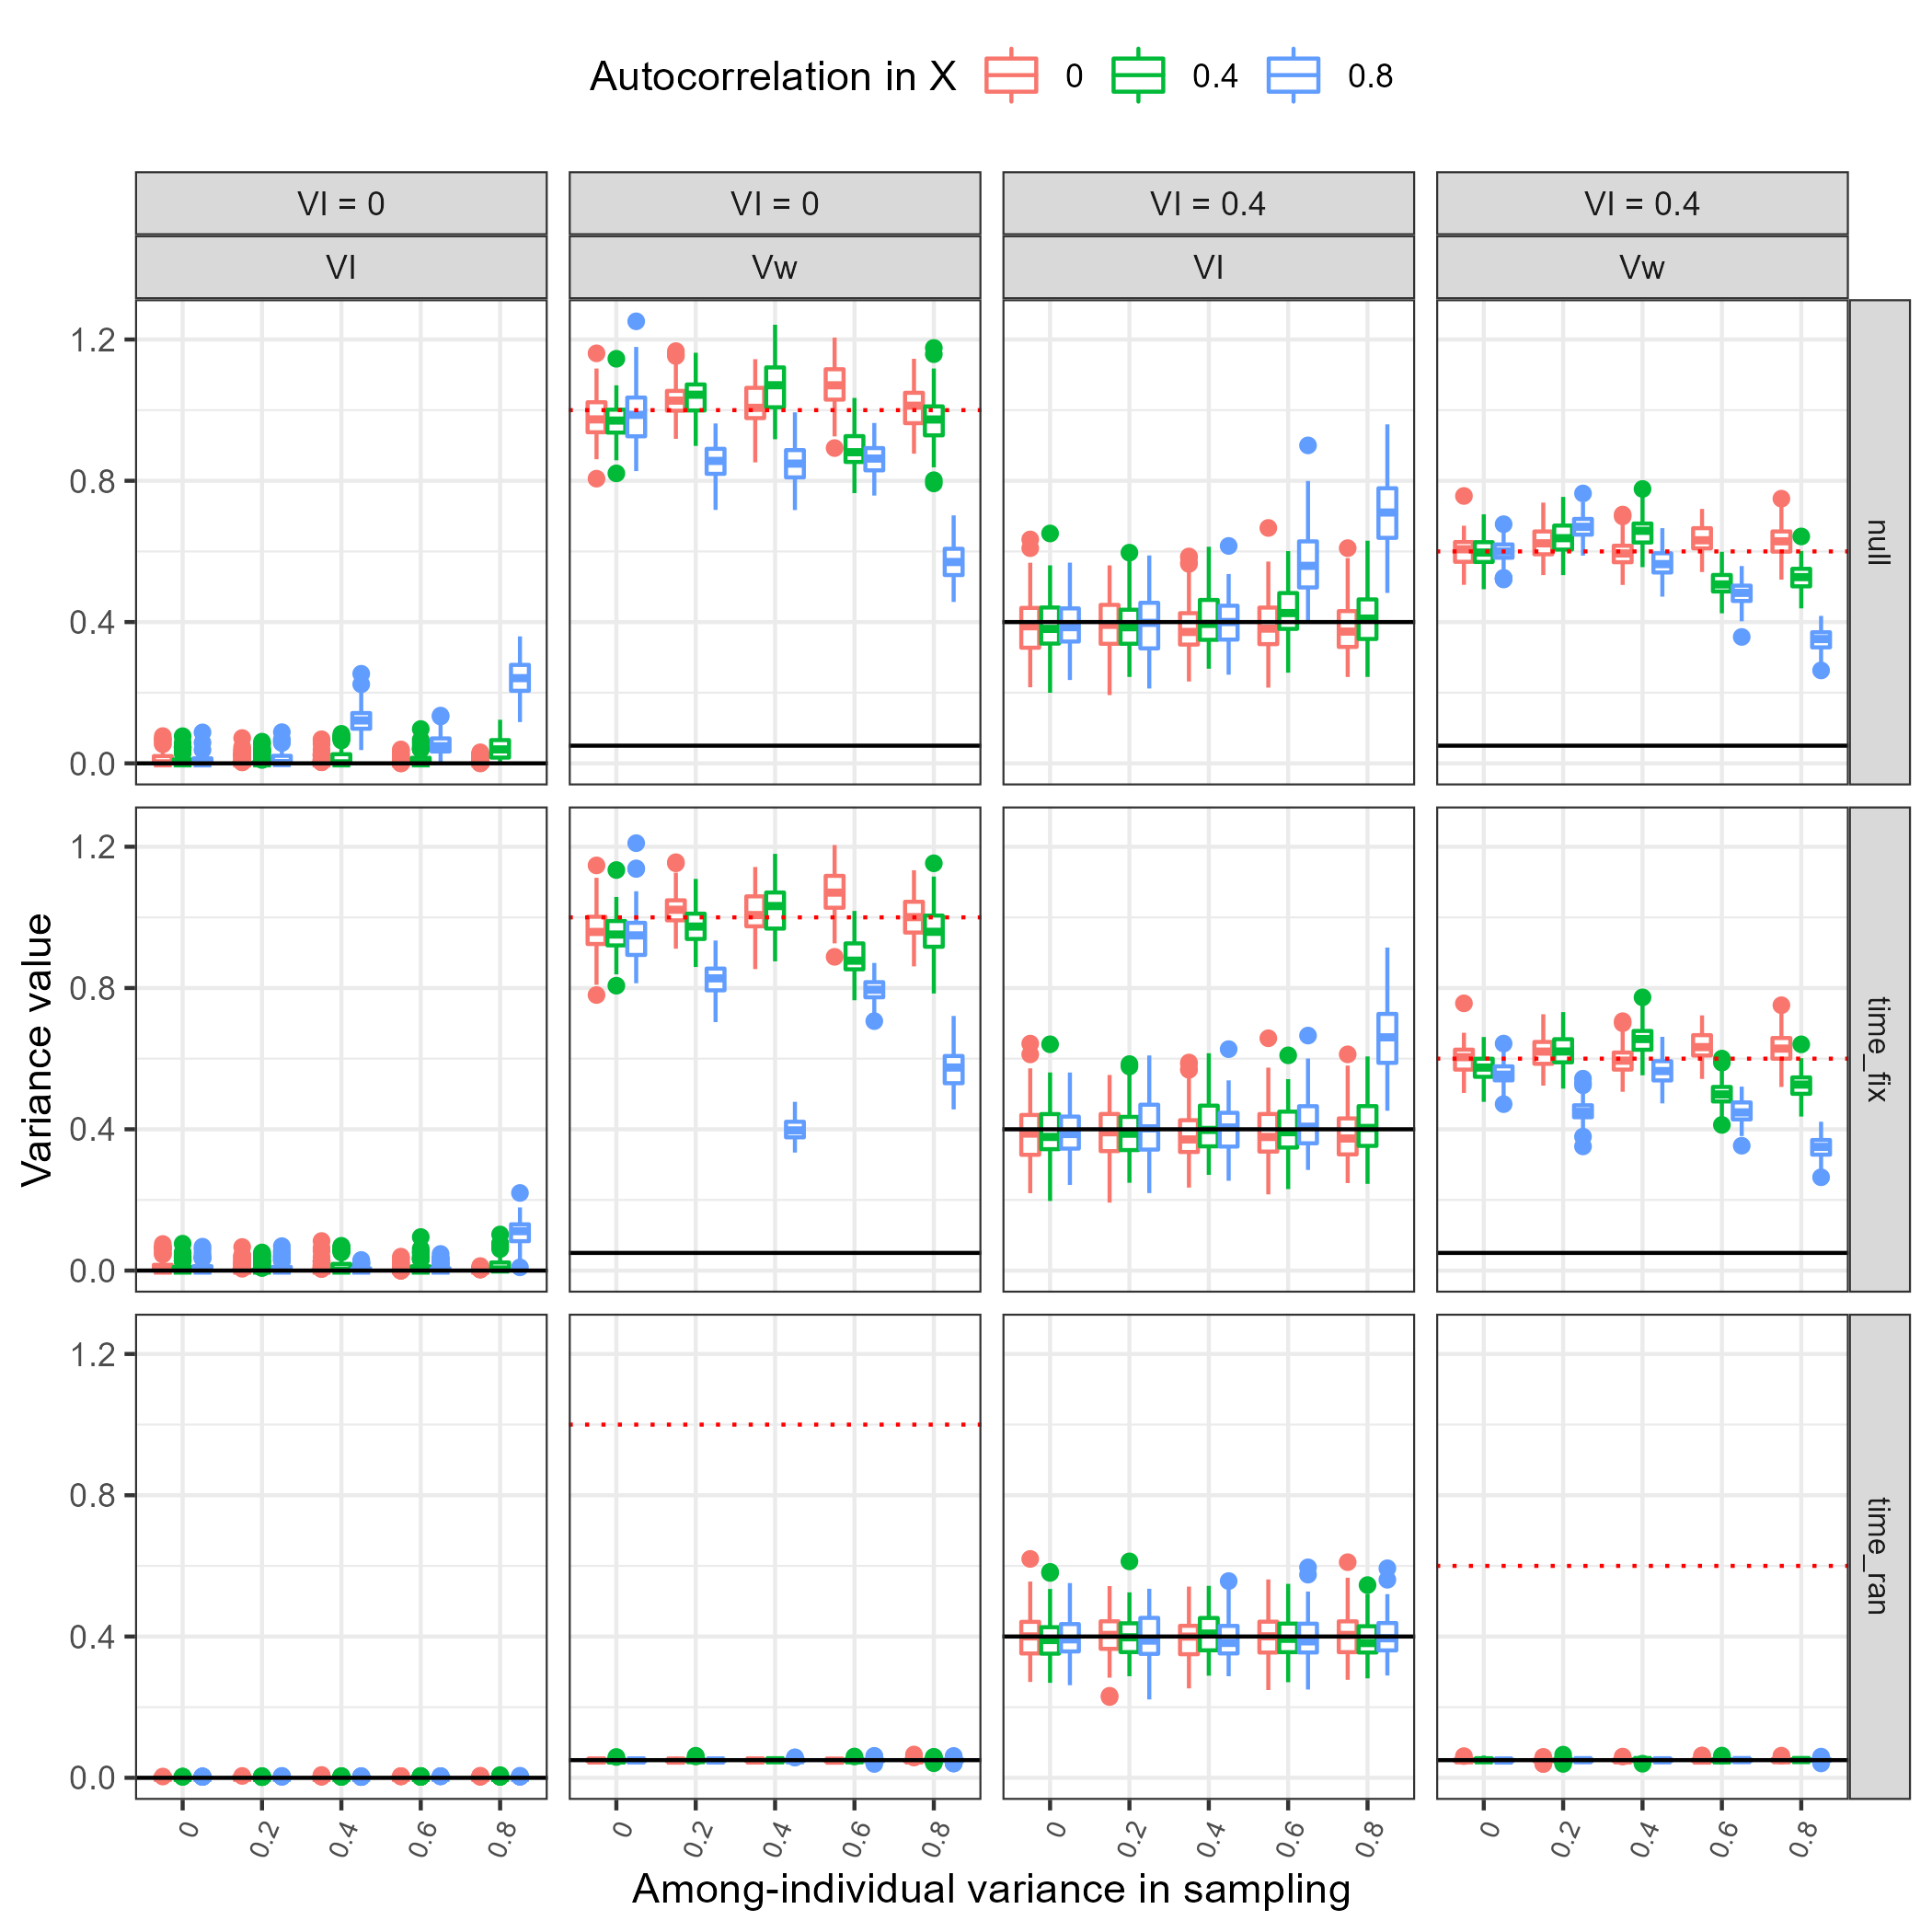 Autocorrelation in X 0 0.4 0.8
VI = 0 VI = 0 VI = 0.4 VI = 0.4
VI Vw VI Vw
1.2
0.8
0.4
0.0
null
1.2
0.8
0.4
0.0
time_fix
1.2
0.8
0.4
0.0
time_ran
Variance value
0 0.2 0.4 0.6 0.8 0 0.2 0.4 0.6 0.8 0 0.2 0.4 0.6 0.8 0 0.2 0.4 0.6 0.8
Among-individual variance in sampling